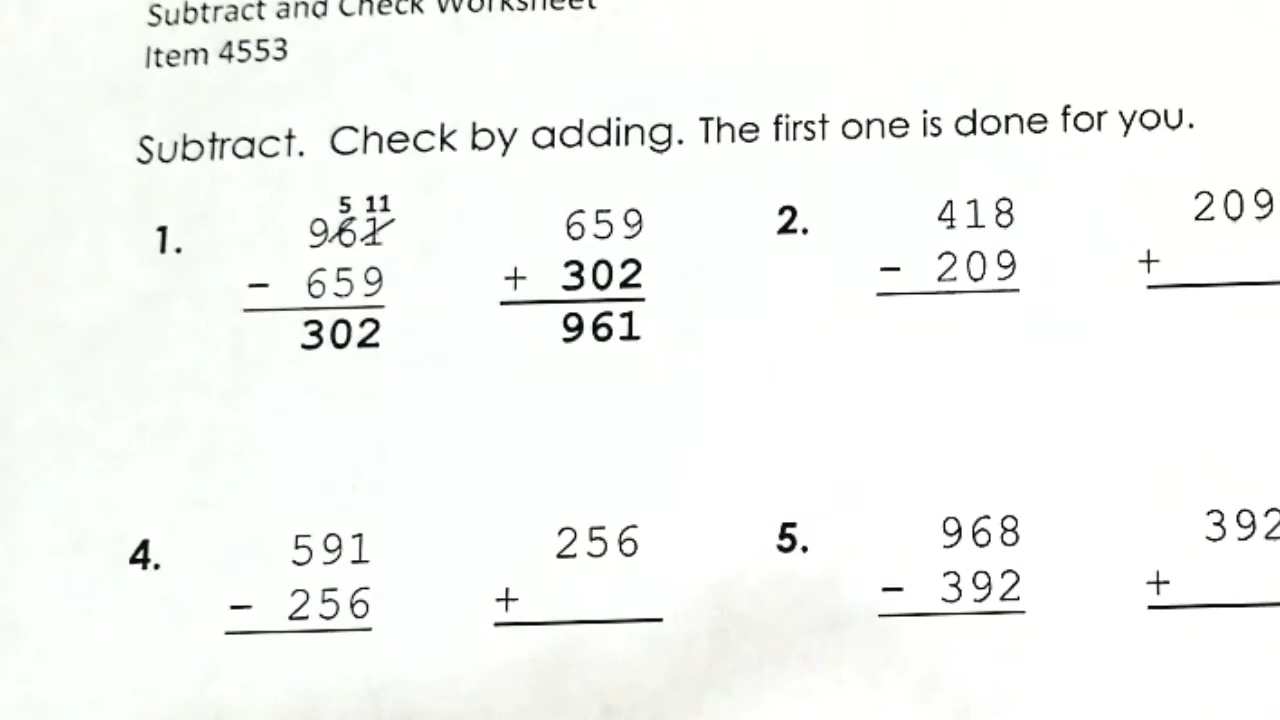 Subtract and Check Worksheet
Item 4553
Subtract. Check by adding. The first one is done for you.
5 11
1. 961 659 2. 418 209
- 659 + 302 - 209 +
302 961
4. 591 256 5. 968 392
- 256 + - 392 +